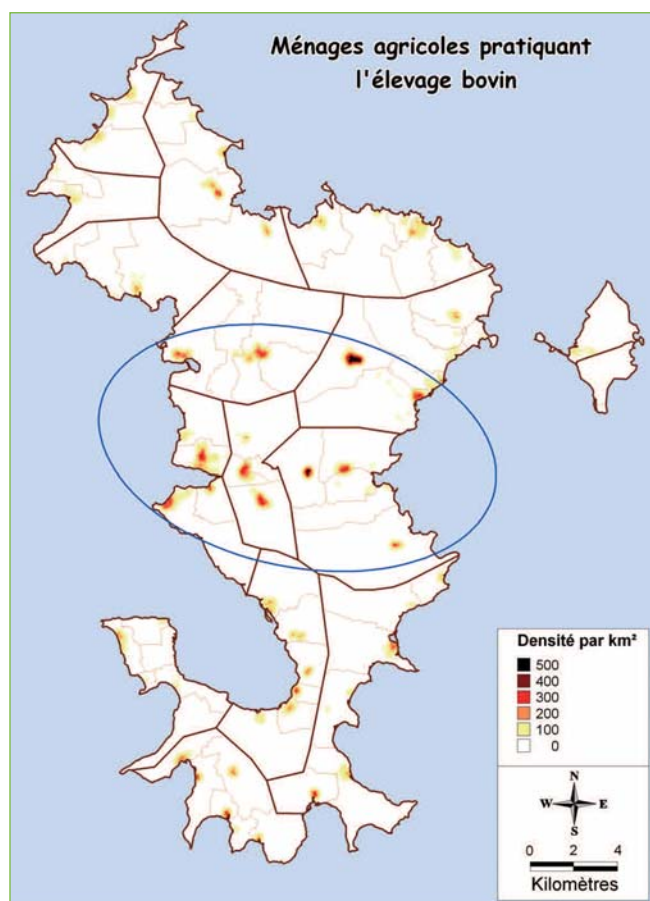 Ménages agricoles pratiquant
l'élevage bovin
Densité par km²
500
400
300
200
100
0
N
W E
S
0 2 4
Kilomètres